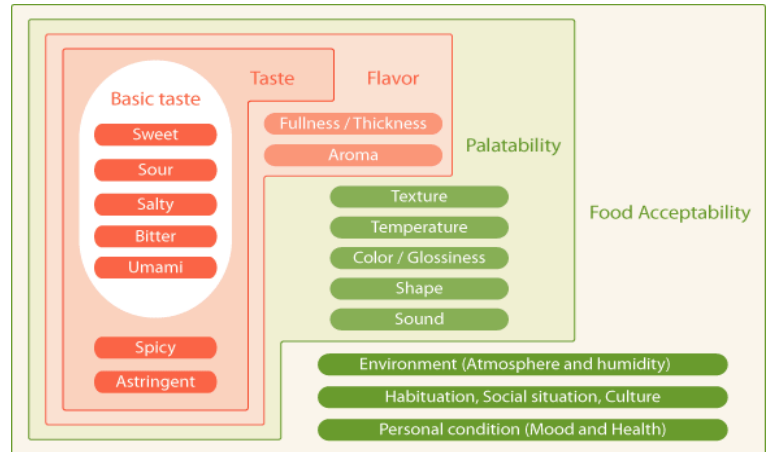 Basic taste
Sweet
Sour
Salty
Bitter
Umami
Spicy
Astringent
Taste
Flavor
Fullness / Thickness
Aroma
Palatability
Texture
Temperature
Color / Glossiness
Shape
Sound
Food Acceptability
Environment (Atmosphere and humidity)
Habituation, Social situation, Culture
Personal condition (Mood and Health)